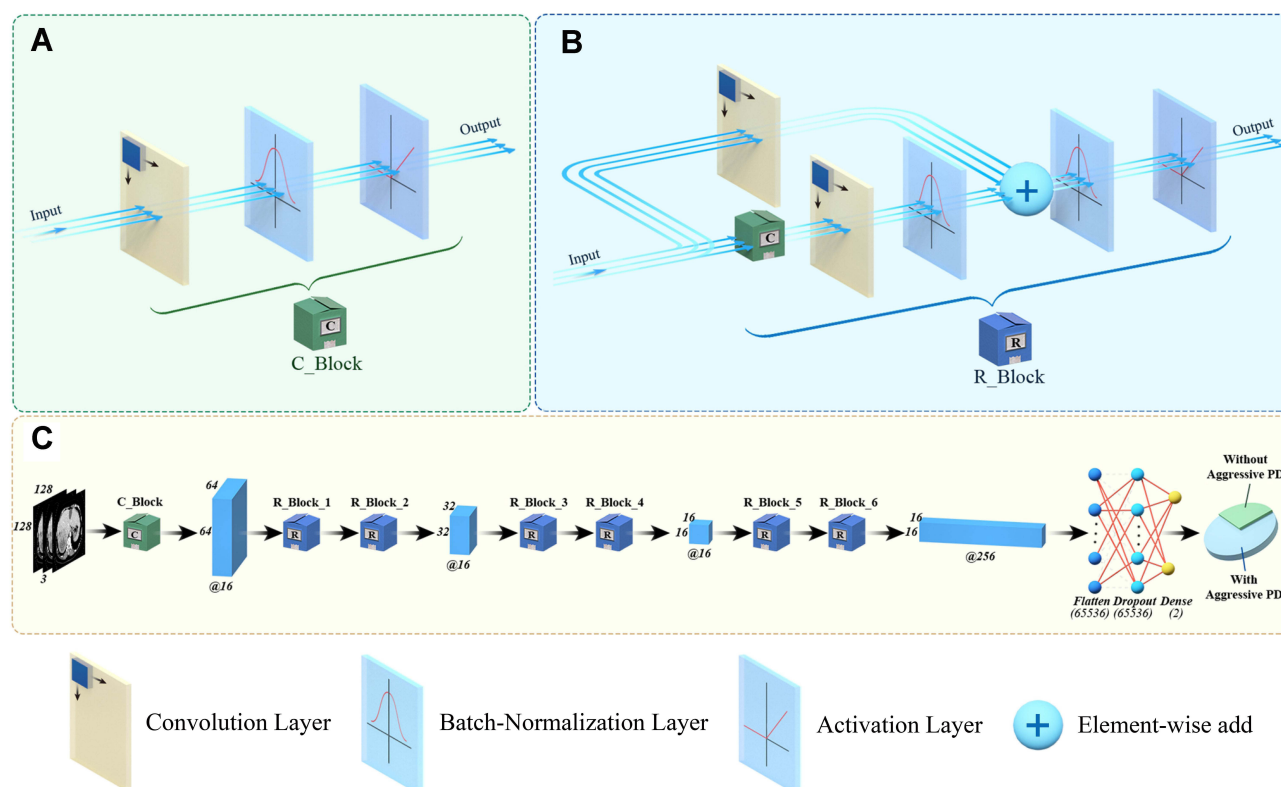 A
Input
Output
C
C_Block
B
Input
C
Output
R
R_Block
C
128
128
3
C_Block
C
64
64
@16
R_Block_1
R
R_Block_2
R
32
32
@16
R_Block_3
R
R_Block_4
R
16
16
@16
R_Block_5
R
R_Block_6
R
16
16
@256
Flatten
(65536)
Dropout
(65536)
Dense
(2)
Without
Aggressive PD
With
Aggressive PD
Convolution Layer
Batch-Normalization Layer
Activation Layer
Element-wise add